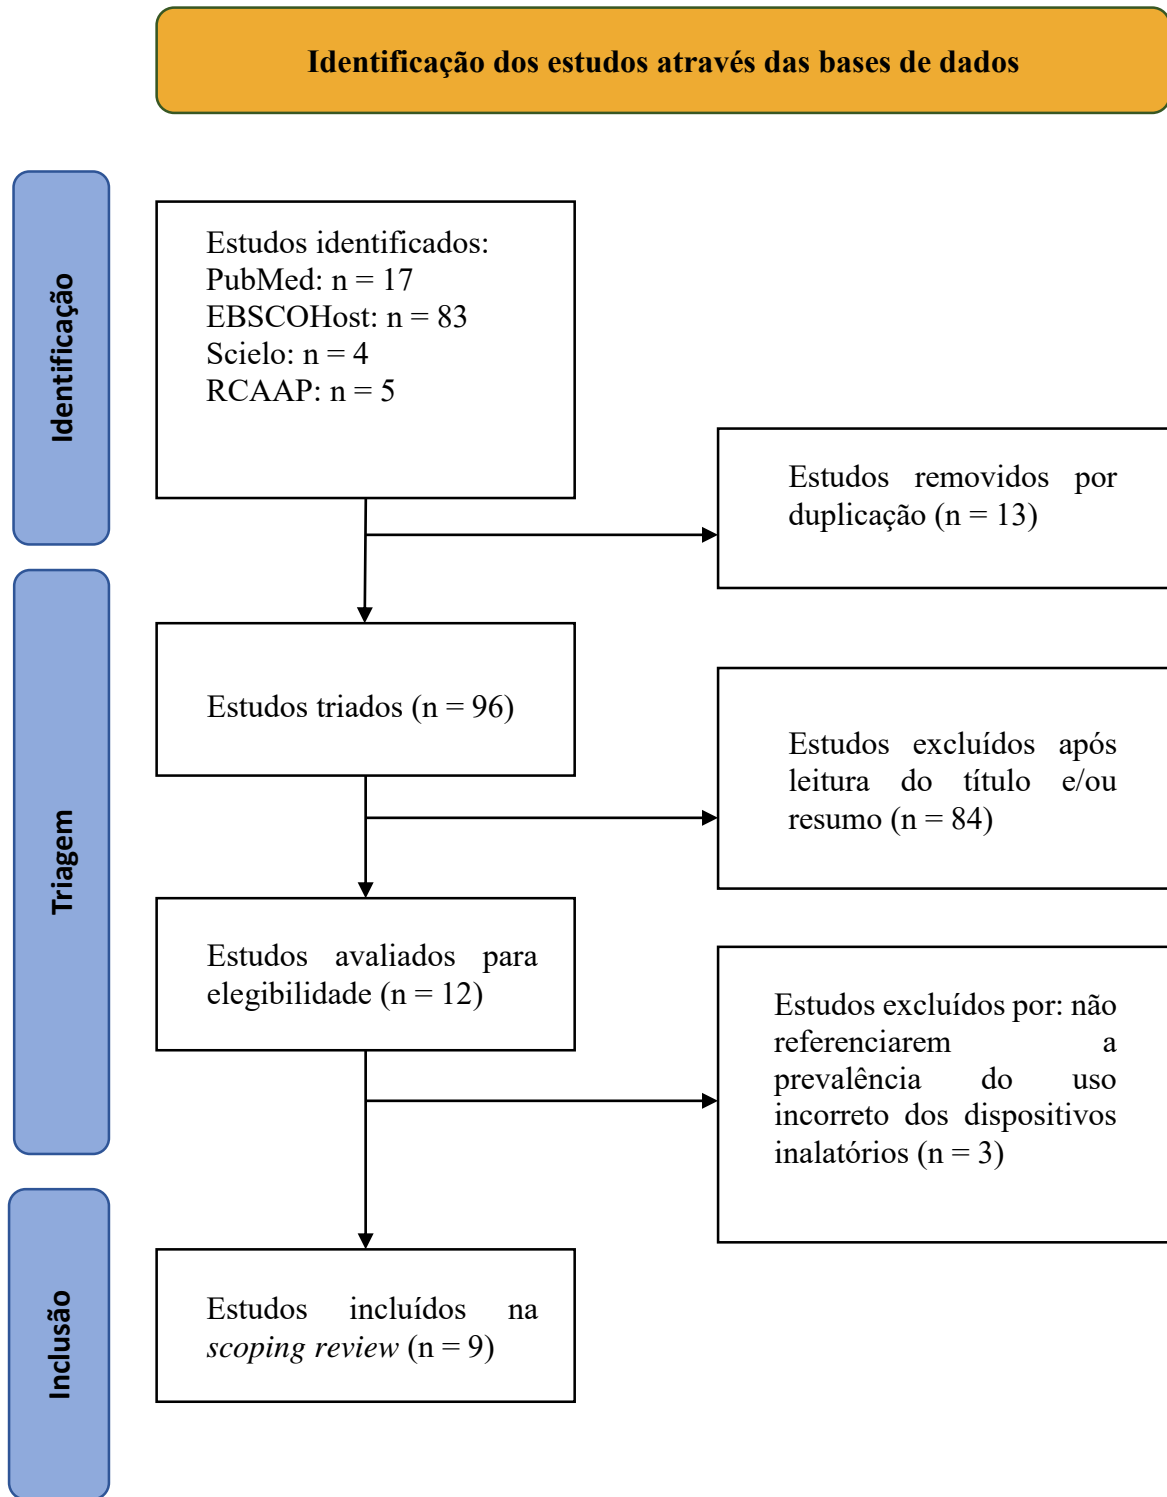 Identificação dos estudos através das bases de dados
Identificação
Estudos identificados:
PubMed: n = 17
EBSCOHost: n = 83
Scielo: n = 4
RCAAP: n = 5
Estudos removidos por
duplicação (n = 13)
Triagem
Estudos triados (n = 96)
Estudos excluídos após
leitura do título e/ou
resumo (n = 84)
Estudos avaliados para
elegibilidade (n = 12)
Estudos excluídos por: não
referenciarem a
prevalência do uso
incorreto dos dispositivos
inalatórios (n = 3)
Inclusão
Estudos incluídos na
scoping review (n = 9)